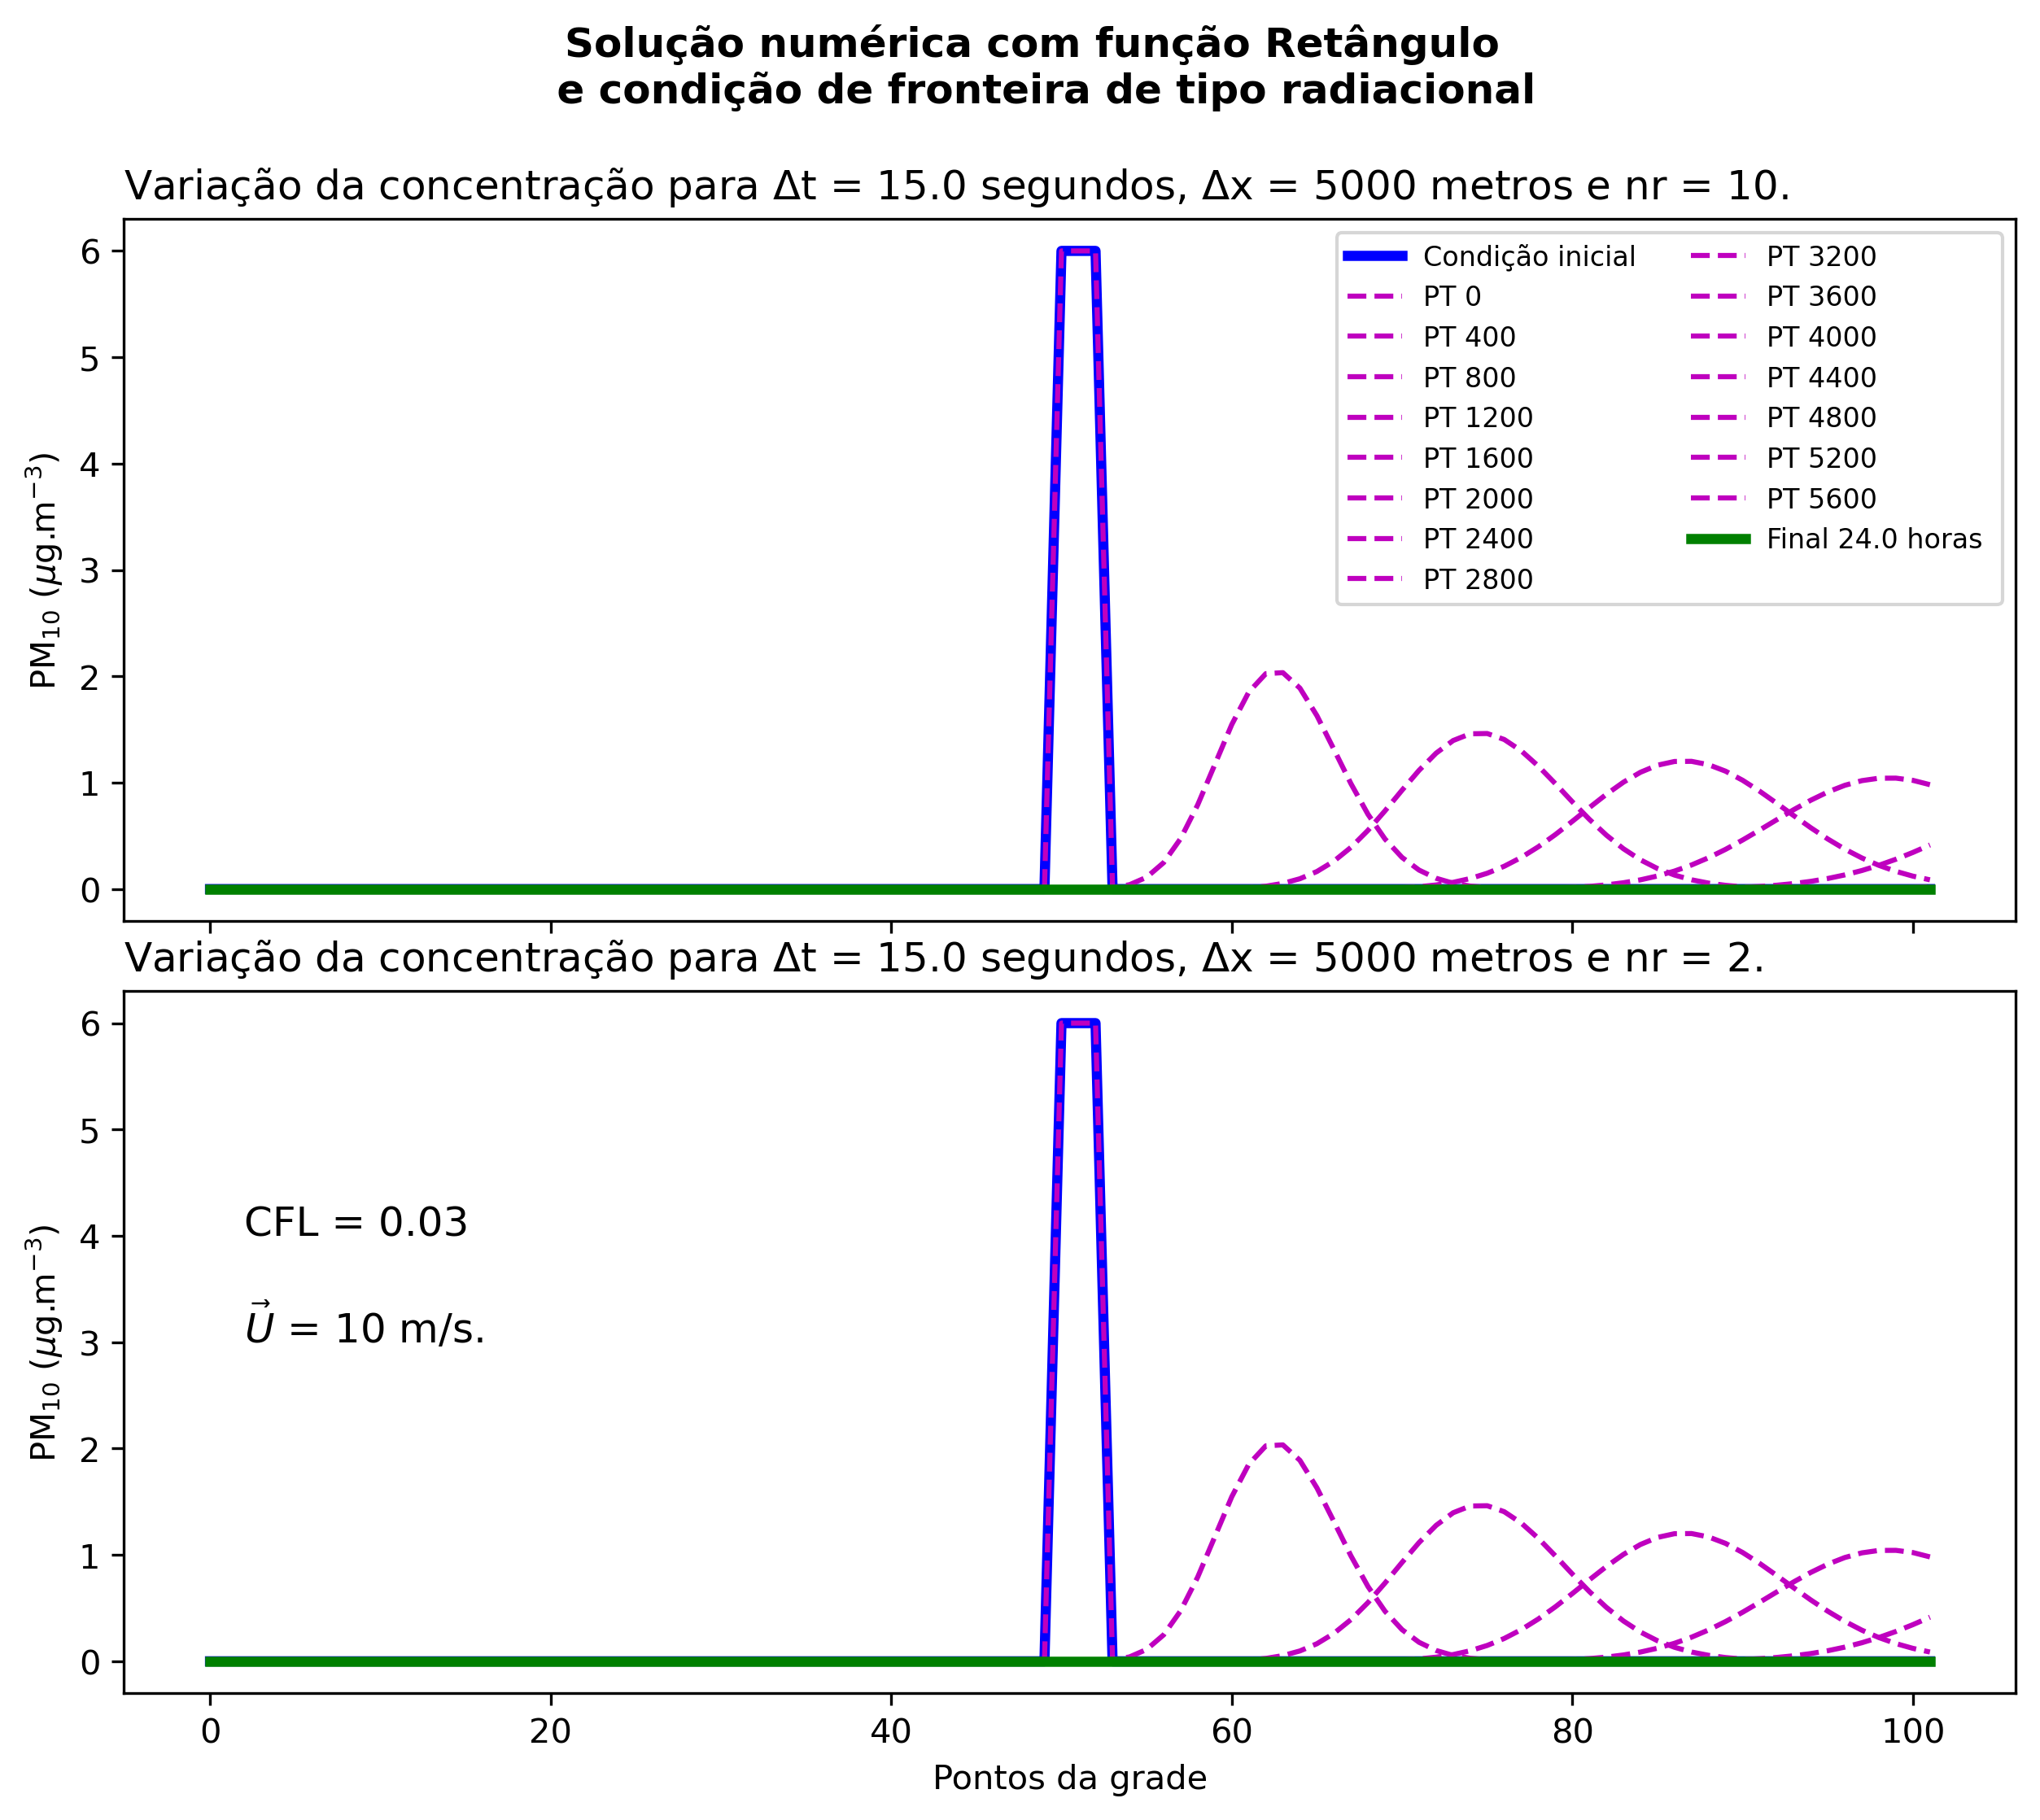 Solução numérica com função Retângulo
e condição de fronteira de tipo radiacional
Variação da concentração para Δt = 15.0 segundos, Δx = 5000 metros e nr = 10.
6
5
4
3
2
1
0
PM₁₀ (μg.m⁻³)
Condição inicial
PT 0
PT 400
PT 800
PT 1200
PT 1600
PT 2000
PT 2400
PT 2800
PT 3200
PT 3600
PT 4000
PT 4400
PT 4800
PT 5200
PT 5600
Final 24.0 horas
Variação da concentração para Δt = 15.0 segundos, Δx = 5000 metros e nr = 2.
6
5
4
3
2
1
0
PM₁₀ (μg.m⁻³)
CFL = 0.03
U⃗ = 10 m/s.
0 20 40 60 80 100
Pontos da grade